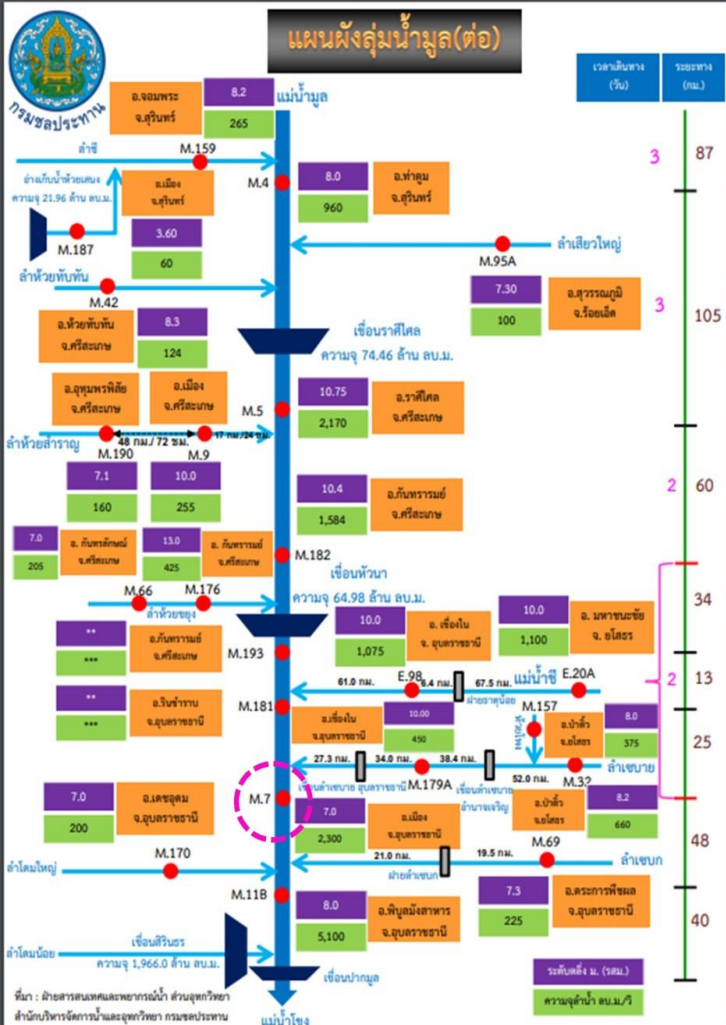 แผนผังลุ่มน้ำมูล(ต่อ)
กรมชลประทาน
เวลาเดินทาง
(วัน)
ระยะทาง
(กม.)
อ.จอมพระ
จ.สุรินทร์
8.2
265
แม่น้ำมูล
ลำชี
M.159
3
87
อ่างเก็บน้ำห้วยเสนง
ความจุ 21.96 ล้าน ลบ.ม.
อ.เมือง
จ.สุรินทร์
3.60
60
M.187
M.4
8.0
960
อ.ท่าตูม
จ.สุรินทร์
ลำเสียวใหญ่
M.95A
ลำห้วยทับทัน
M.42
7.30
100
อ.สุวรรณภูมิ
จ.ร้อยเอ็ด
3
105
อ.ห้วยทับทัน
จ.ศรีสะเกษ
8.3
124
เขื่อนราศีไศล
ความจุ 74.46 ล้าน ลบ.ม.
อ.อุทุมพรพิสัย
จ.ศรีสะเกษ
อ.เมือง
จ.ศรีสะเกษ
M.5
10.75
2,170
อ.ราศีไศล
จ.ศรีสะเกษ
ลำห้วยสำราญ
48 กม./ 72 ชม.
17 กม./24 ชม.
M.190
M.9
7.1
160
10.0
255
10.4
1,584
อ.กันทรารมย์
จ.ศรีสะเกษ
2
60
7.0
205
อ. กันทรลักษณ์
จ.ศรีสะเกษ
13.0
425
อ. กันทรารมย์
จ.ศรีสะเกษ
M.182
M.66
M.176
ลำห้วยขยุง
เขื่อนหัวนา
ความจุ 64.98 ล้าน ลบ.ม.
34
**
***
อ.กันทรารมย์
จ.ศรีสะเกษ
M.193
10.0
1,075
อ. เขื่องใน
จ. อุบลราชธานี
10.0
1,100
อ. มหาชนะชัย
จ. ยโสธร
2
13
61.0 กม.
E.98
6.4 กม.
67.5 กม.
แม่น้ำชี
E.20A
ฝายธาตุน้อย
**
***
อ.วารินชำราบ
จ.อุบลราชธานี
M.181
อ.เขื่องใน
จ.อุบลราชธานี
10.00
450
M.157
อ.ป่าติ้ว
จ.ยโสธร
8.0
375
25
27.3 กม.
34.0 กม.
38.4 กม.
ลำเซบาย
เขื่อนลำเซบาย อุบลราชธานี
M.179A
เขื่อนลำเซบาย
อำนาจเจริญ
52.0 กม.
M.32
7.0
200
อ.เดชอุดม
จ.อุบลราชธานี
M.7
7.0
2,300
อ.เมือง
จ.อุบลราชธานี
อ.ป่าติ้ว
จ.ยโสธร
8.2
660
48
M.170
ลำโดมใหญ่
21.0 กม.
19.5 กม.
M.69
ลำเซบก
ฝายลำเซบก
M.11B
8.0
5,100
อ.พิบูลมังสาหาร
จ.อุบลราชธานี
7.3
225
อ.ตระการพืชผล
จ.อุบลราชธานี
40
ลำโดมน้อย
เขื่อนสิรินธร
ความจุ 1,966.0 ล้าน ลบ.ม.
เขื่อนปากมูล
ระดับตลิ่ง ม. (รสม.)
ความจุลำน้ำ ลบ.ม./วิ
ที่มา : ฝ่ายสารสนเทศและพยากรณ์น้ำ ส่วนอุทกวิทยา
สำนักบริหารจัดการน้ำและอุทกวิทยา กรมชลประทาน
แม่น้ำโขง